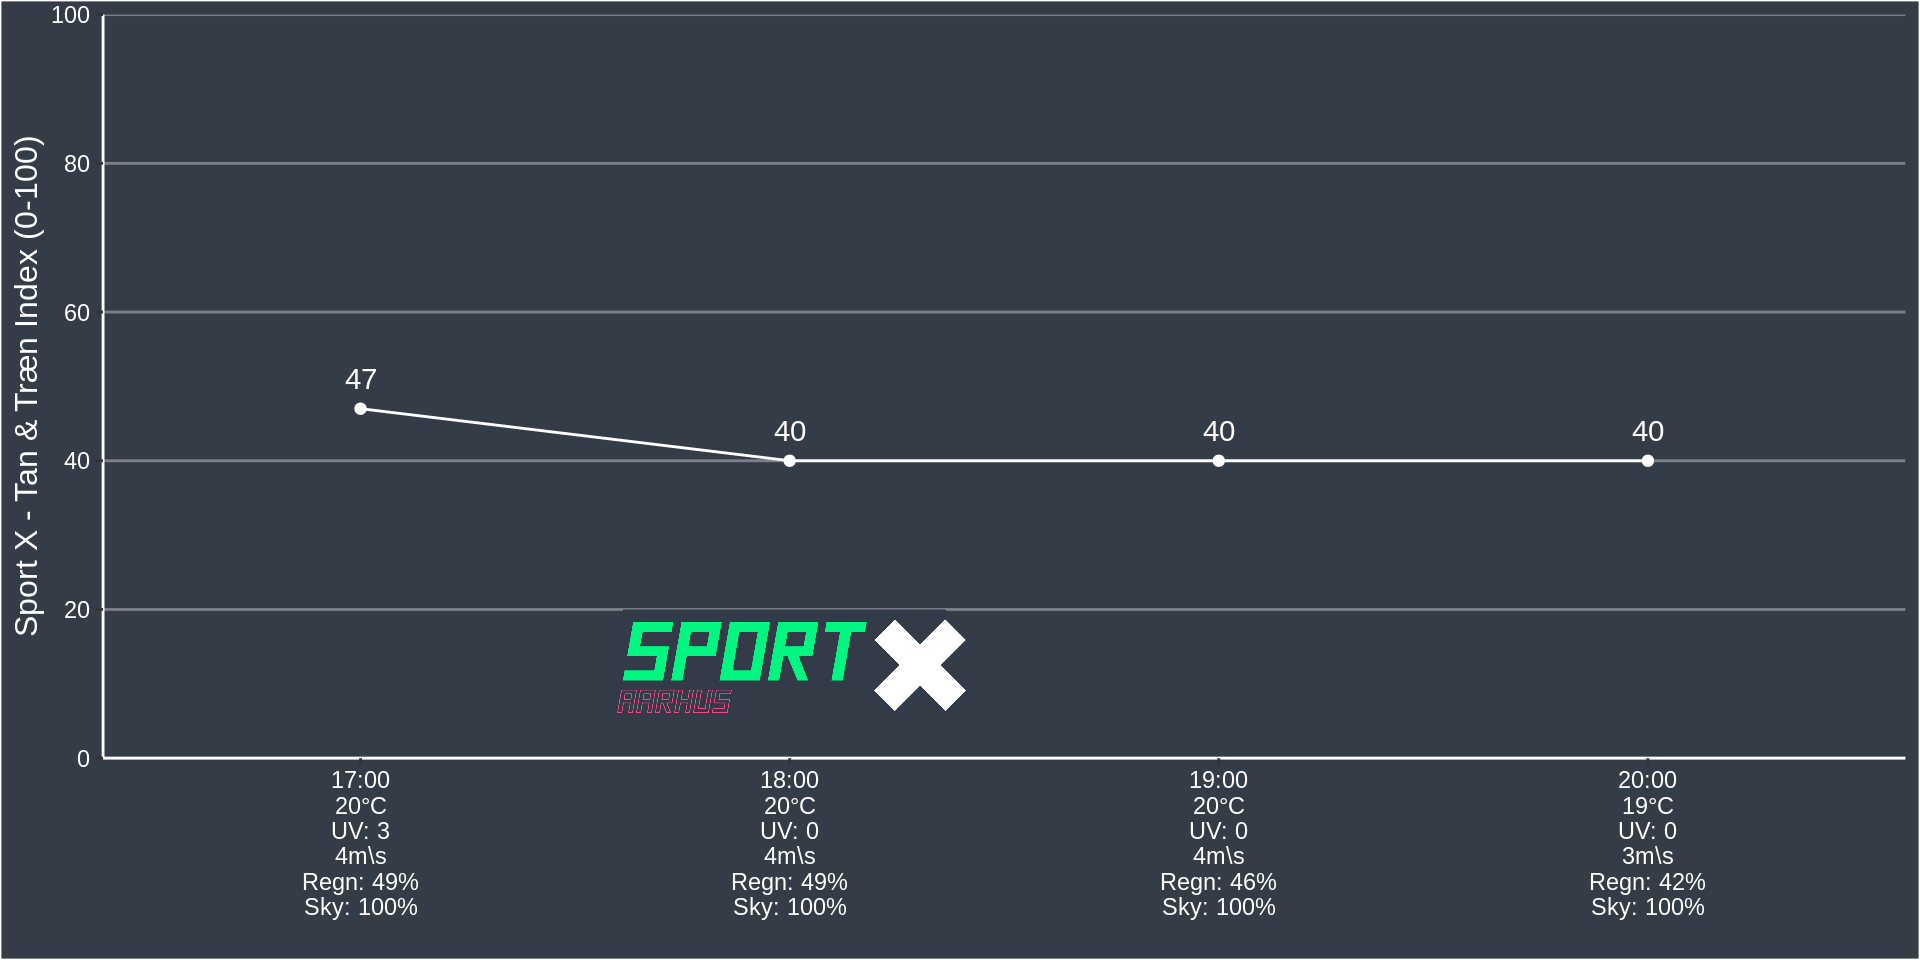 Sport X - Tan & Træn Index (0-100)
100
80
60
40
20
0
47
40
40
40
SPORT X
AARHUS
17:00
20°C
UV: 3
4m\s
Regn: 49%
Sky: 100%
18:00
20°C
UV: 0
4m\s
Regn: 49%
Sky: 100%
19:00
20°C
UV: 0
4m\s
Regn: 46%
Sky: 100%
20:00
19°C
UV: 0
3m\s
Regn: 42%
Sky: 100%